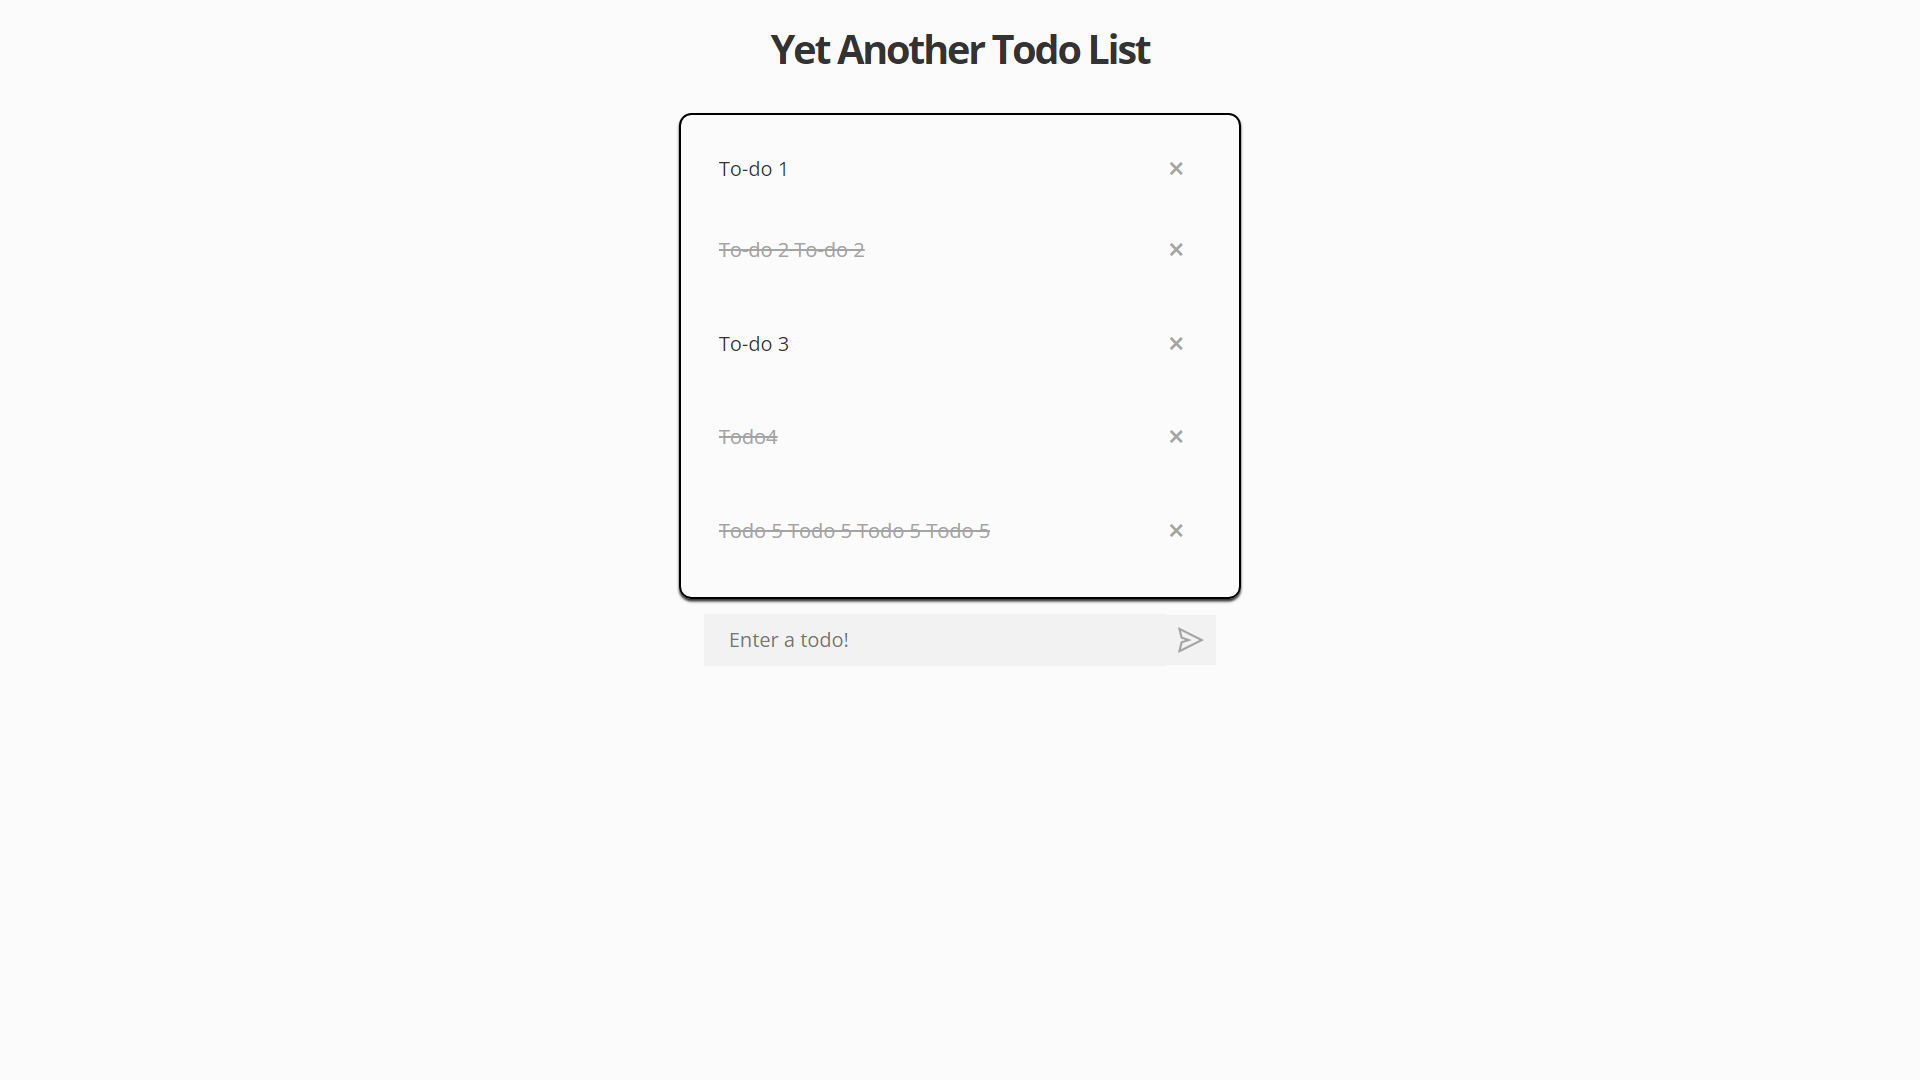 Yet Another Todo List
To-do 1
To-do 2 To-do 2
To-do 3
Todo4
Todo 5 Todo 5 Todo 5 Todo 5
Enter a todo!